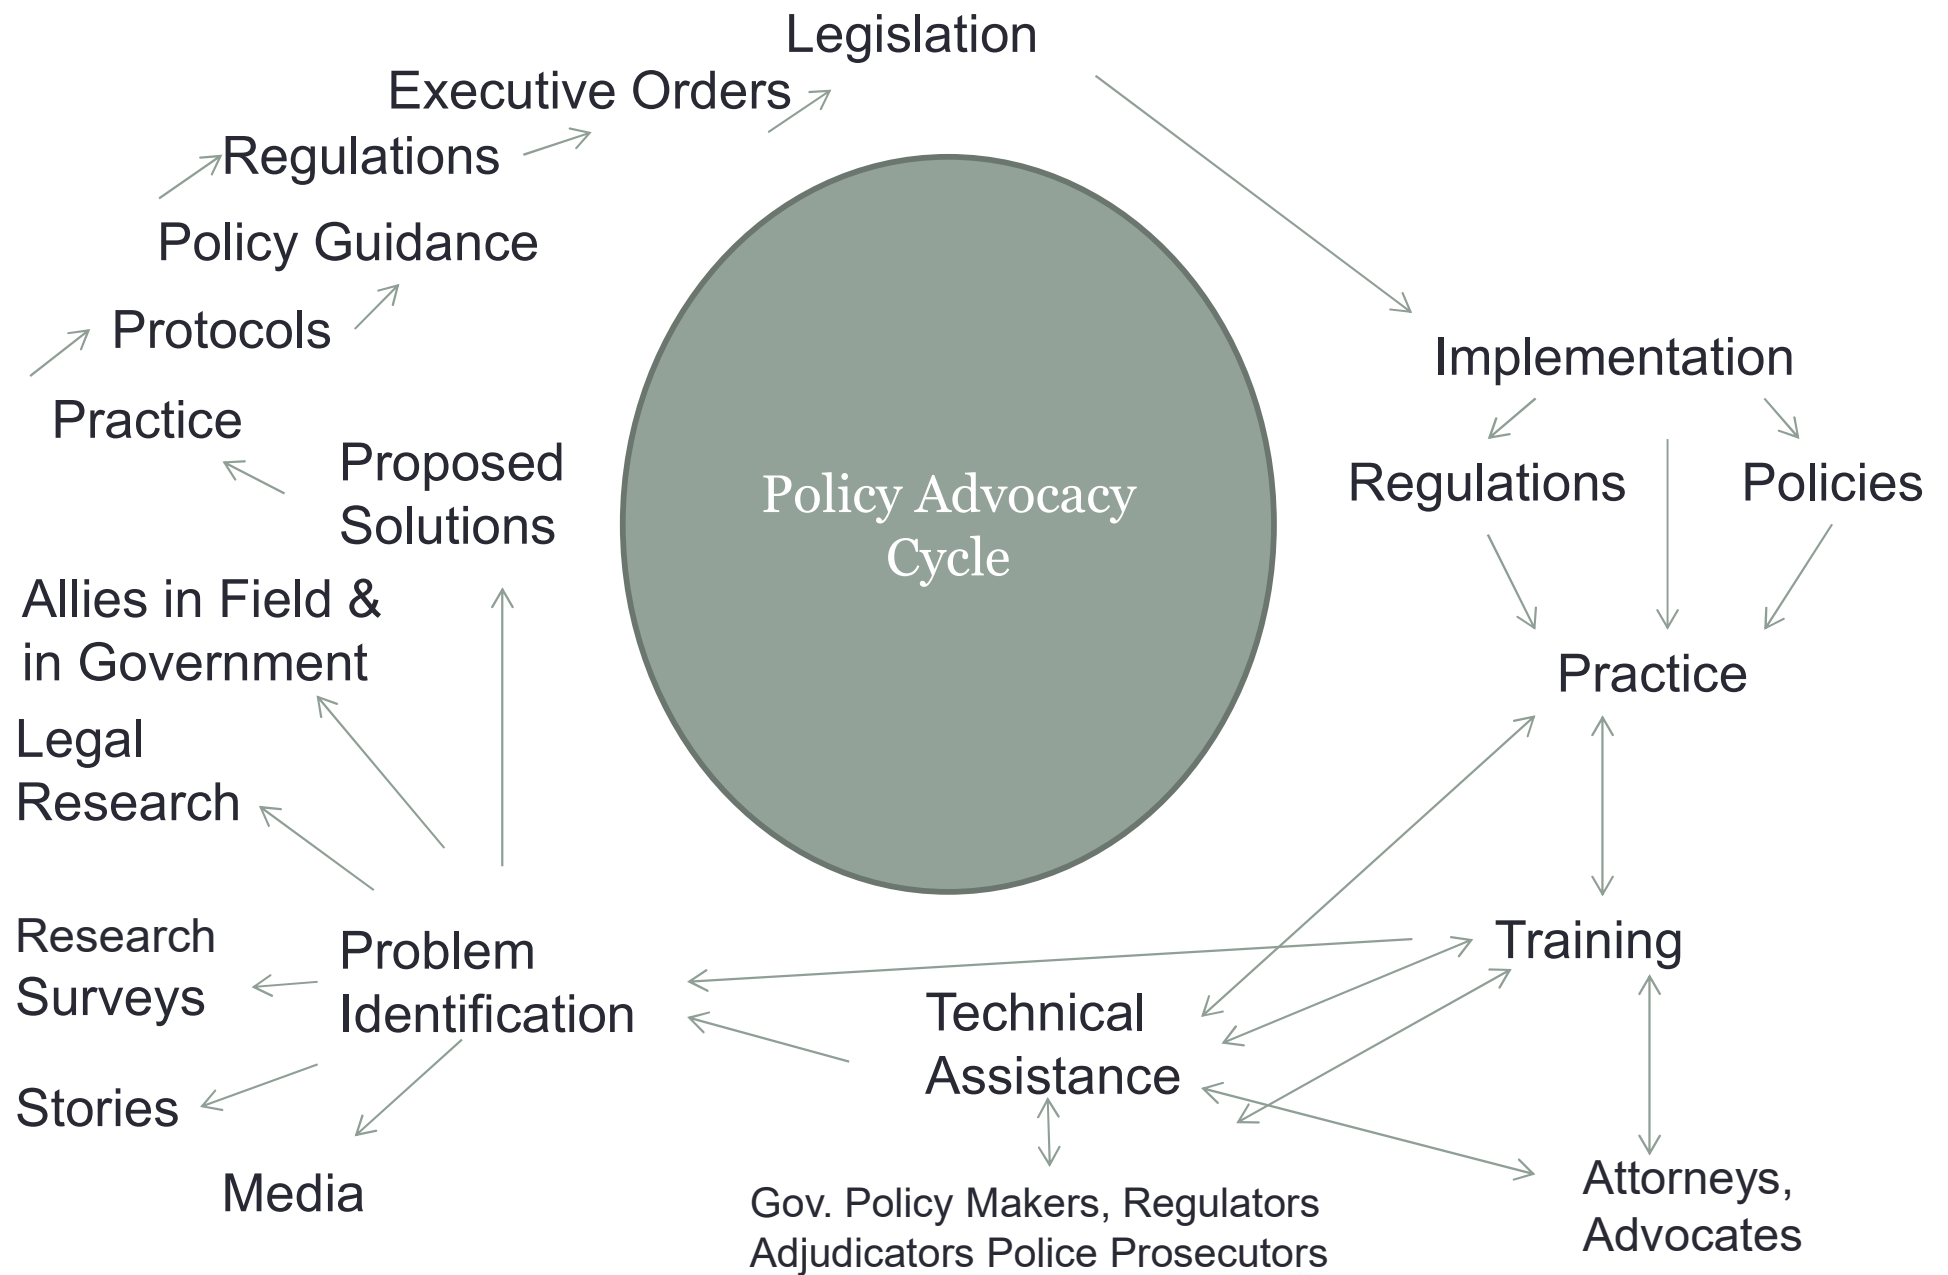 Legislation
Executive Orders
Regulations
Policy Guidance
Protocols
Practice
Proposed
Solutions
Allies in Field &
in Government
Legal
Research
Research
Surveys
Stories
Media
Problem
Identification
Policy Advocacy
Cycle
Implementation
Regulations
Policies
Practice
Training
Technical
Assistance
Gov. Policy Makers, Regulators
Adjudicators Police Prosecutors
Attorneys,
Advocates